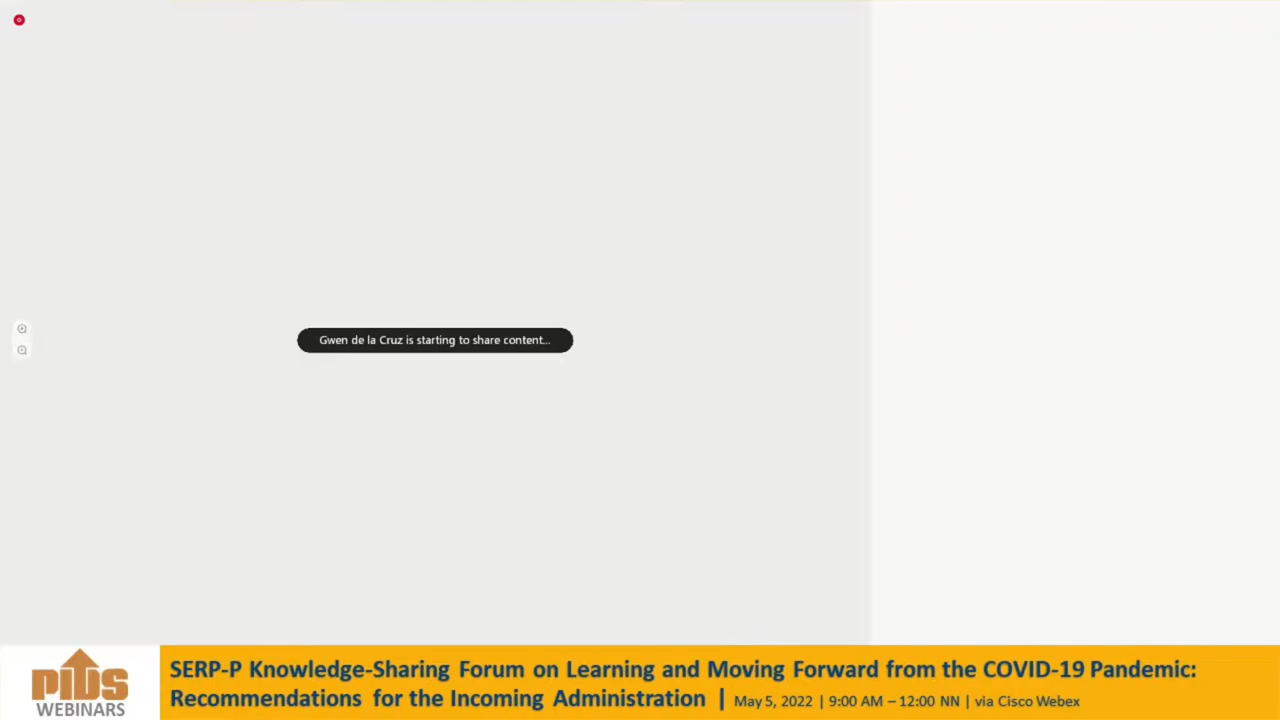 Gwen de la Cruz is starting to share content...
PIDS
WEBINARS
SERP-P Knowledge-Sharing Forum on Learning and Moving Forward from the COVID-19 Pandemic:
Recommendations for the Incoming Administration | May 5, 2022 | 9:00 AM – 12:00 NN | via Cisco Webex